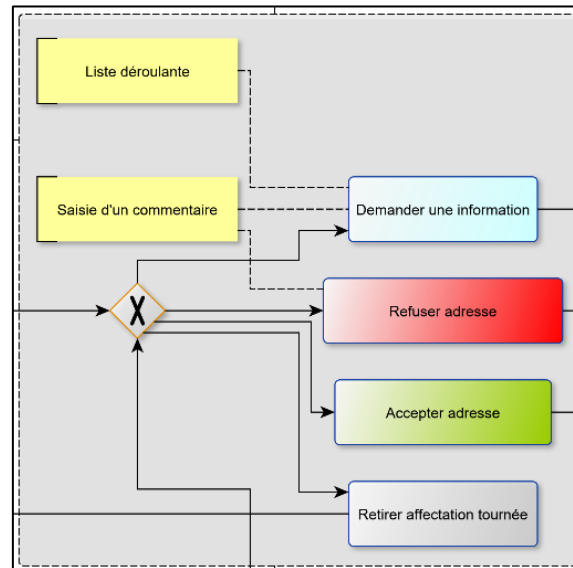 Liste déroulante
Saisie d'un commentaire
Demander une information
X
Refuser adresse
Accepter adresse
Retirer affectation tournée